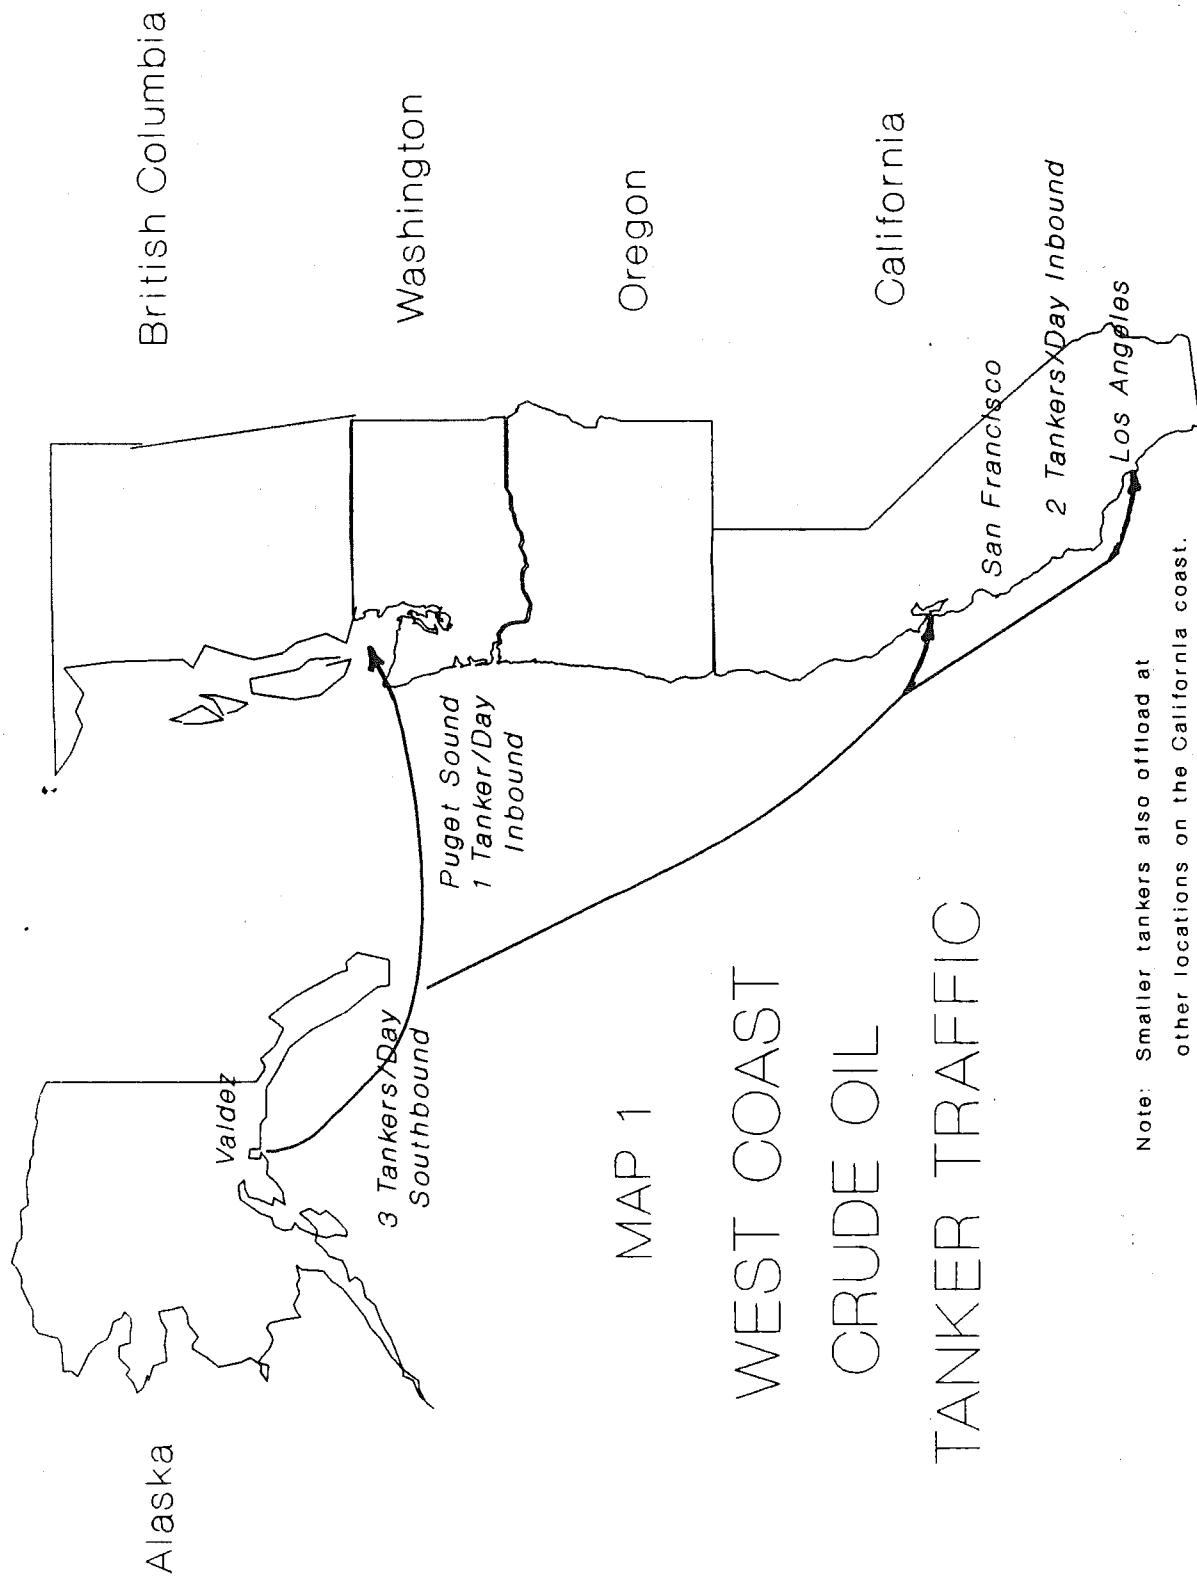 Alaska
British Columbia
Valdez
3 Tankers/Day
Southbound
Puget Sound
1 Tanker/Day
Inbound
Washington
Oregon
California
San Francisco
2 Tankers/Day Inbound
Los Angeles
MAP 1
WEST COAST
CRUDE OIL
TANKER TRAFFIC
Note: Smaller tankers also offload at
other locations on the California coast.